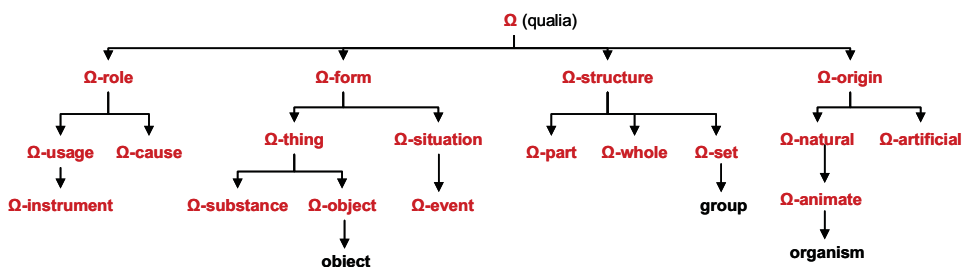 Ω (qualia)
Ω-role Ω-form Ω-structure Ω-origin
Ω-usage Ω-cause Ω-thing Ω-situation Ω-part Ω-whole Ω-set Ω-natural Ω-artificial
Ω-instrument Ω-substance Ω-object Ω-event group Ω-animate
object organism